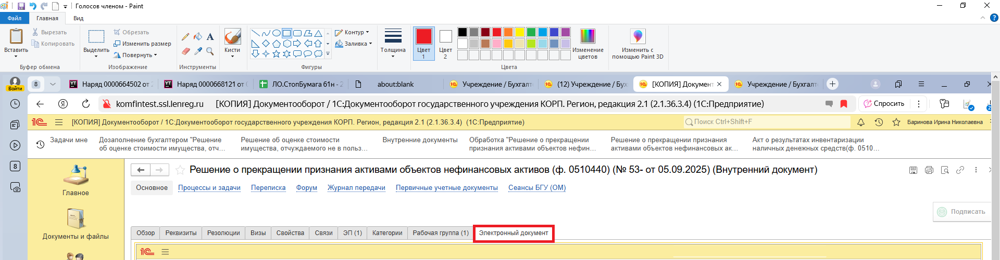 Голосов членом - Paint
Файл Главная Вид
Вставить
Вырезать
Копировать
Буфер обмена
Выделить
Обрезать
Изменить размер
Повернуть
Изображение
Инструменты
Кисти
Контур
Заливка
Фигуры
Толщина
Цвет 1
Цвет 2
Изменение цветов
Цвета
Изменить с помощью Paint 3D
Войти
8
Наряд 0000664502 от
Наряд 0000668121 от
ЛО.СтопБумага 61н - 2
about:blank
Учреждение / Бухгалт
(12) Учреждение / Бух
[КОПИЯ] Документ
Учреждение / Бухгалт
komfintest.ssl.lenreg.ru [КОПИЯ] Документооборот / 1С:Документооборот государственного учреждения КОРП. Регион, редакция 2.1 (2.1.36.3.4) (1С:Предприятие)
Спросить
[КОПИЯ] Документооборот / 1С:Документооборот государственного учреждения КОРП. Регион, редакция 2.1 (2.1.36.3.4) (1С:Предприятие)
Поиск Ctrl+Shift+F
Баринова Ирина Николаевна
Задачи мне
Дозаполнение бухгалтером "Решение
об оценке стоимости имущества, отч...
Решение об оценке стоимости
имущества, отчуждаемого не в польз...
Внутренние документы
Обработка "Решение о прекращении
признания активами объектов нефин...
Решение о прекращении признания
активами объектов нефинансовых ак...
Акт о результатах инвентаризации
наличных денежных средств(ф. 0510...
8
Главное
Документы и файлы
Решение о прекращении признания активами объектов нефинансовых активов (ф. 0510440) (№ 53- от 05.09.2025) (Внутренний документ)
Основное Процессы и задачи Переписка Форум Журнал передачи Первичные учетные документы Сеансы БГУ (ОМ)
Подписать
Обзор Реквизиты Резолюции Визы Свойства Связи ЭП (1) Категории Рабочая группа (1) Электронный документ